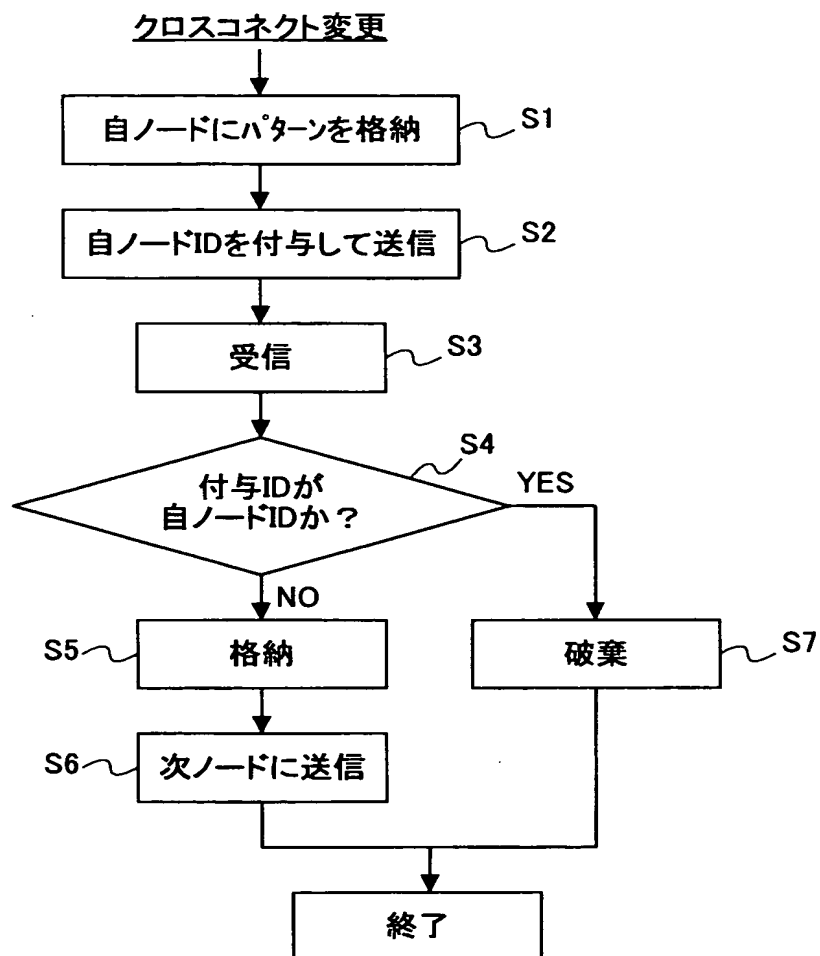 クロスコネクト変更
自ノードにパターンを格納
S1
自ノードIDを付与して送信
S2
受信
S3
付与IDが
自ノードIDか？
S4
YES
NO
S5
格納
破棄
S7
S6
次ノードに送信
終了